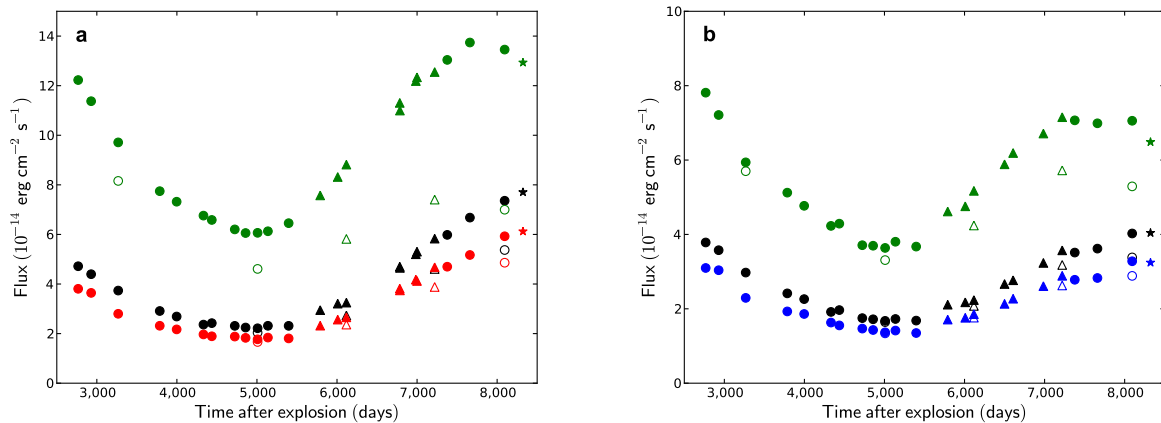 a
14
12
10
8
6
4
2
0
Flux (10⁻¹⁴ erg cm⁻² s⁻¹)
3,000 4,000 5,000 6,000 7,000 8,000
Time after explosion (days)
b
10
8
6
4
2
0
Flux (10⁻¹⁴ erg cm⁻² s⁻¹)
3,000 4,000 5,000 6,000 7,000 8,000
Time after explosion (days)